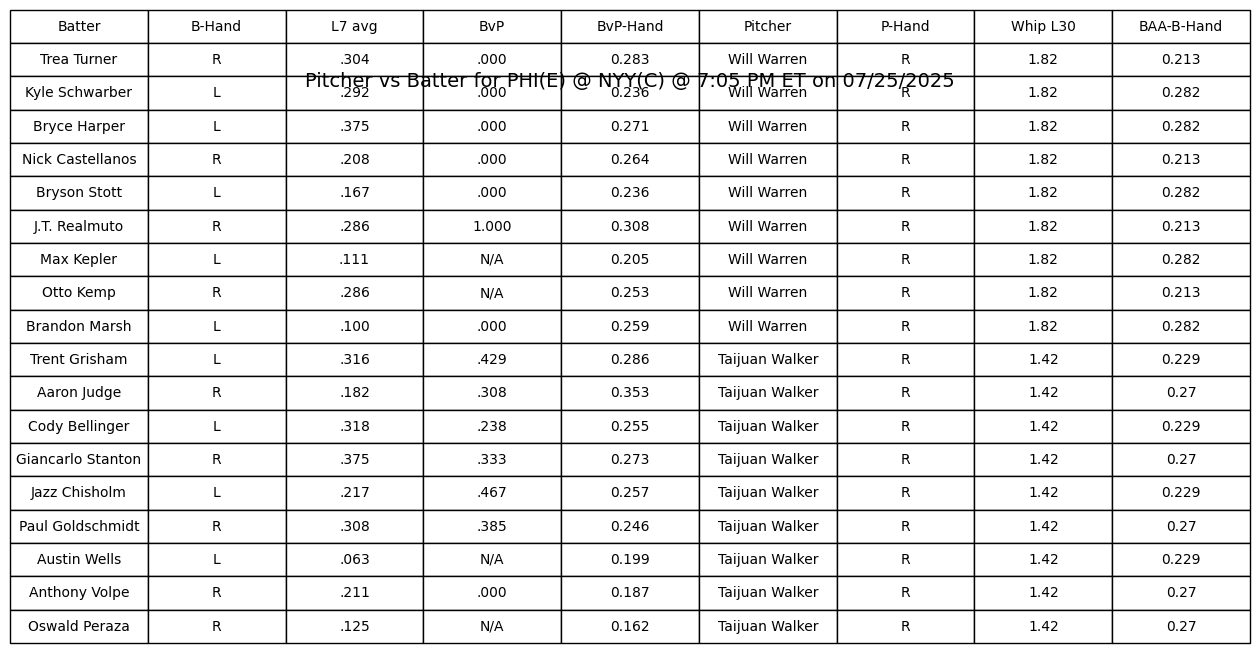 Batter B-Hand L7 avg BvP BvP-Hand Pitcher P-Hand Whip L30 BAA-B-Hand
Trea Turner R .304 .000 0.283 Will Warren R 1.82 0.213
Pitcher vs Batter for PHI(E) @ NYY(C) @ 7:05 PM ET on 07/25/2025
Kyle Schwarber L .292 .000 0.236 Will Warren R 1.82 0.282
Bryce Harper L .375 .000 0.271 Will Warren R 1.82 0.282
Nick Castellanos R .208 .000 0.264 Will Warren R 1.82 0.213
Bryson Stott L .167 .000 0.236 Will Warren R 1.82 0.282
J.T. Realmuto R .286 1.000 0.308 Will Warren R 1.82 0.213
Max Kepler L .111 N/A 0.205 Will Warren R 1.82 0.282
Otto Kemp R .286 N/A 0.253 Will Warren R 1.82 0.213
Brandon Marsh L .100 .000 0.259 Will Warren R 1.82 0.282
Trent Grisham L .316 .429 0.286 Taijuan Walker R 1.42 0.229
Aaron Judge R .182 .308 0.353 Taijuan Walker R 1.42 0.27
Cody Bellinger L .318 .238 0.255 Taijuan Walker R 1.42 0.229
Giancarlo Stanton R .375 .333 0.273 Taijuan Walker R 1.42 0.27
Jazz Chisholm L .217 .467 0.257 Taijuan Walker R 1.42 0.229
Paul Goldschmidt R .308 .385 0.246 Taijuan Walker R 1.42 0.27
Austin Wells L .063 N/A 0.199 Taijuan Walker R 1.42 0.229
Anthony Volpe R .211 .000 0.187 Taijuan Walker R 1.42 0.27
Oswald Peraza R .125 N/A 0.162 Taijuan Walker R 1.42 0.27